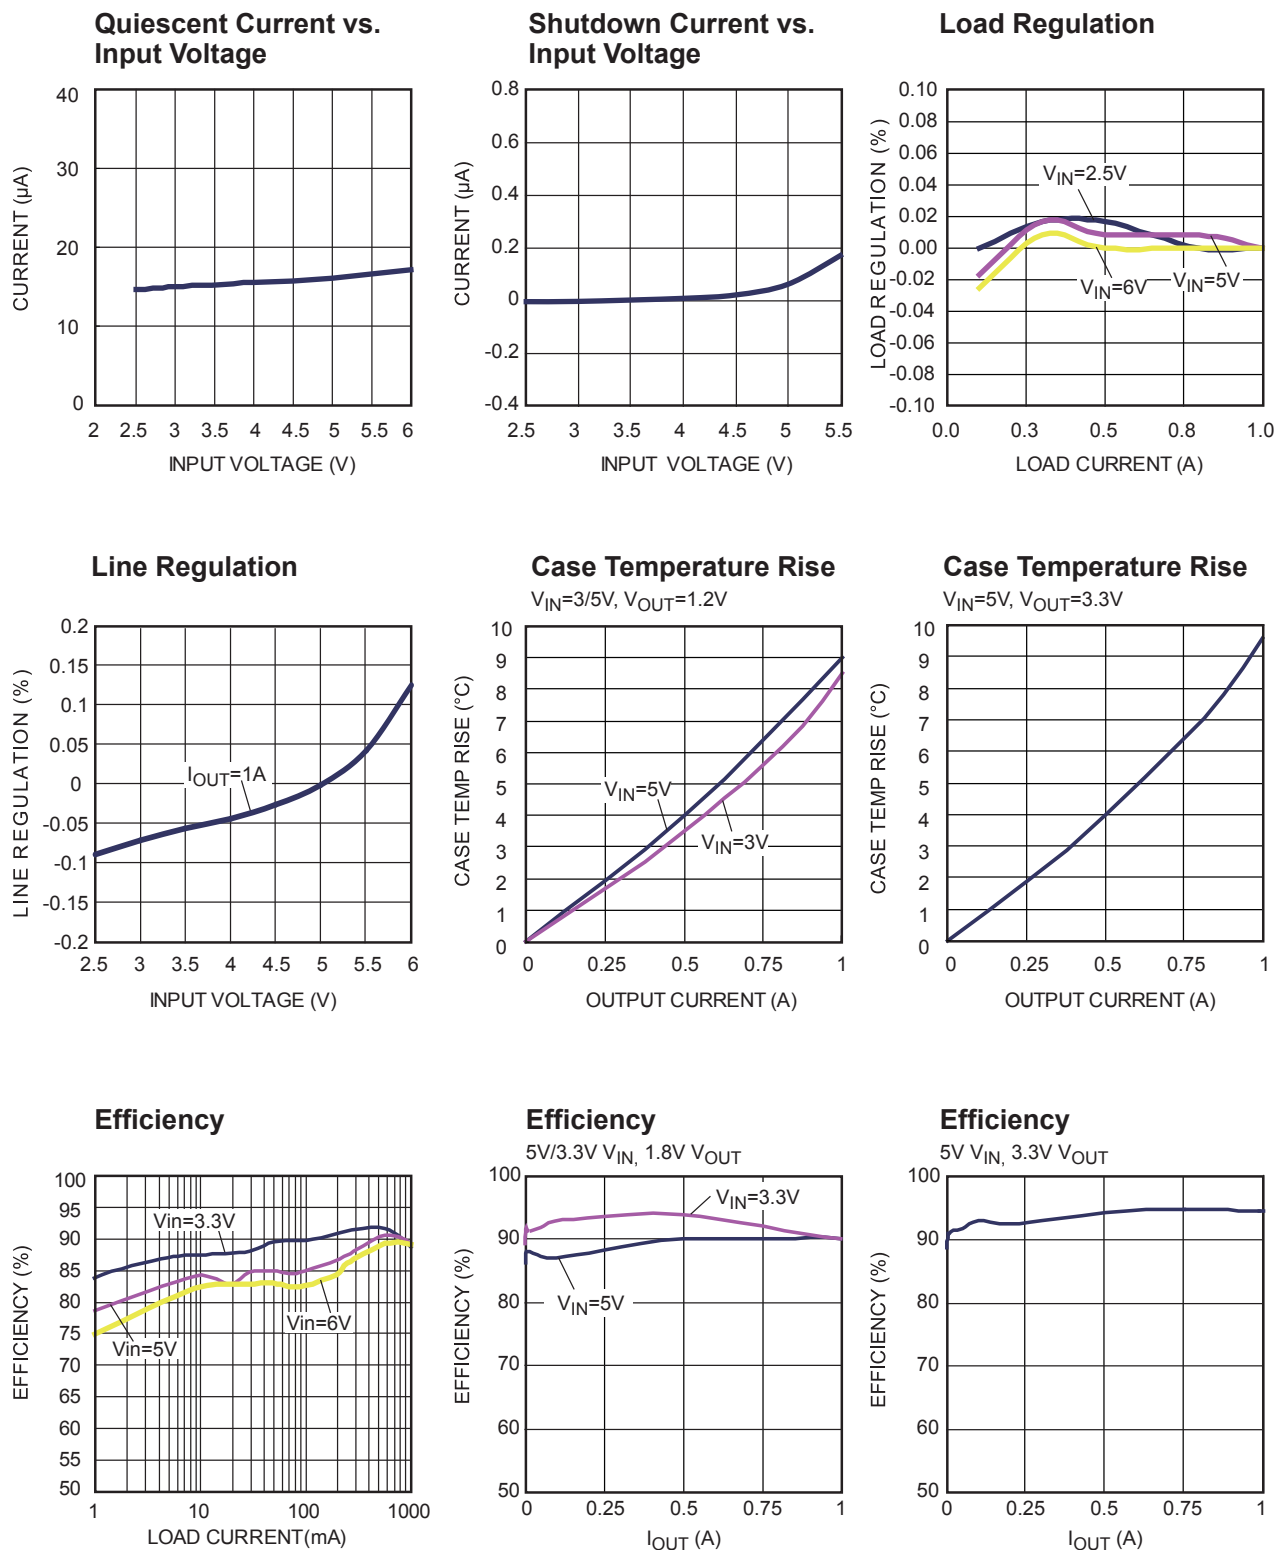 Quiescent Current vs.
Input Voltage
40
30
20
10
0
CURRENT (µA)
2 2.5 3 3.5 4 4.5 5 5.5 6
INPUT VOLTAGE (V)
Shutdown Current vs.
Input Voltage
0.8
0.6
0.4
0.2
0
-0.2
-0.4
CURRENT (µA)
2.5 3 3.5 4 4.5 5 5.5
INPUT VOLTAGE (V)
Load Regulation
0.10
0.08
0.06
0.04
0.02
0.00
-0.02
-0.04
-0.06
-0.08
-0.10
LOAD REGULATION (%)
VIN=2.5V
VIN=6V
VIN=5V
0.0 0.3 0.5 0.8 1.0
LOAD CURRENT (A)
Line Regulation
0.2
0.15
0.1
0.05
0
-0.05
-0.1
-0.15
-0.2
LINE REGULATION (%)
IOUT=1A
2.5 3 3.5 4 4.5 5 5.5 6
INPUT VOLTAGE (V)
Case Temperature Rise
VIN=3/5V, VOUT=1.2V
10
9
8
7
6
5
4
3
2
1
0
CASE TEMP RISE (°C)
VIN=5V
VIN=3V
0 0.25 0.5 0.75 1
OUTPUT CURRENT (A)
Case Temperature Rise
VIN=5V, VOUT=3.3V
10
9
8
7
6
5
4
3
2
1
0
CASE TEMP RISE (°C)
0 0.25 0.5 0.75 1
OUTPUT CURRENT (A)
Efficiency
100
95
90
85
80
75
70
65
60
55
50
EFFICIENCY (%)
Vin=3.3V
Vin=6V
Vin=5V
1 10 100 1000
LOAD CURRENT(mA)
Efficiency
5V/3.3V VIN, 1.8V VOUT
100
90
80
70
60
50
EFFICIENCY (%)
VIN=3.3V
VIN=5V
0 0.25 0.5 0.75 1
IOUT (A)
Efficiency
5V VIN, 3.3V VOUT
100
90
80
70
60
50
EFFICIENCY (%)
0 0.25 0.5 0.75 1
IOUT (A)